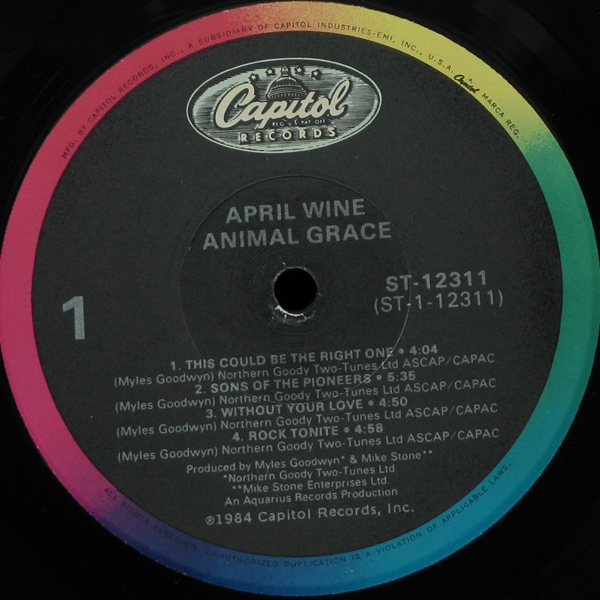 MFG. BY CAPITOL RECORDS, INC., A SUBSIDIARY OF CAPITOL INDUSTRIES-EMI, INC., U.S.A. Capitol MARCA REG.
Capitol
REG. U.S. PAT. OFF.
RECORDS
APRIL WINE
ANIMAL GRACE
ST-12311
(ST-1-12311)
1
1. THIS COULD BE THE RIGHT ONE • 4:04
(Myles Goodwyn) Northern Goody Two-Tunes Ltd ASCAP/CAPAC
2. SONS OF THE PIONEERS • 5:35
(Myles Goodwyn) Northern Goody Two-Tunes Ltd ASCAP/CAPAC
3. WITHOUT YOUR LOVE • 4:50
(Myles Goodwyn) Northern Goody Two-Tunes Ltd ASCAP/CAPAC
4. ROCK TONITE • 4:58
(Myles Goodwyn) Northern Goody Two-Tunes Ltd ASCAP/CAPAC
Produced by Myles Goodwyn* & Mike Stone**
*Northern Goody Two-Tunes Ltd
**Mike Stone Enterprises Ltd.
An Aquarius Records Production
℗1984 Capitol Records, Inc.
ALL RIGHTS RESERVED. UNAUTHORIZED DUPLICATION IS A VIOLATION OF APPLICABLE LAWS.